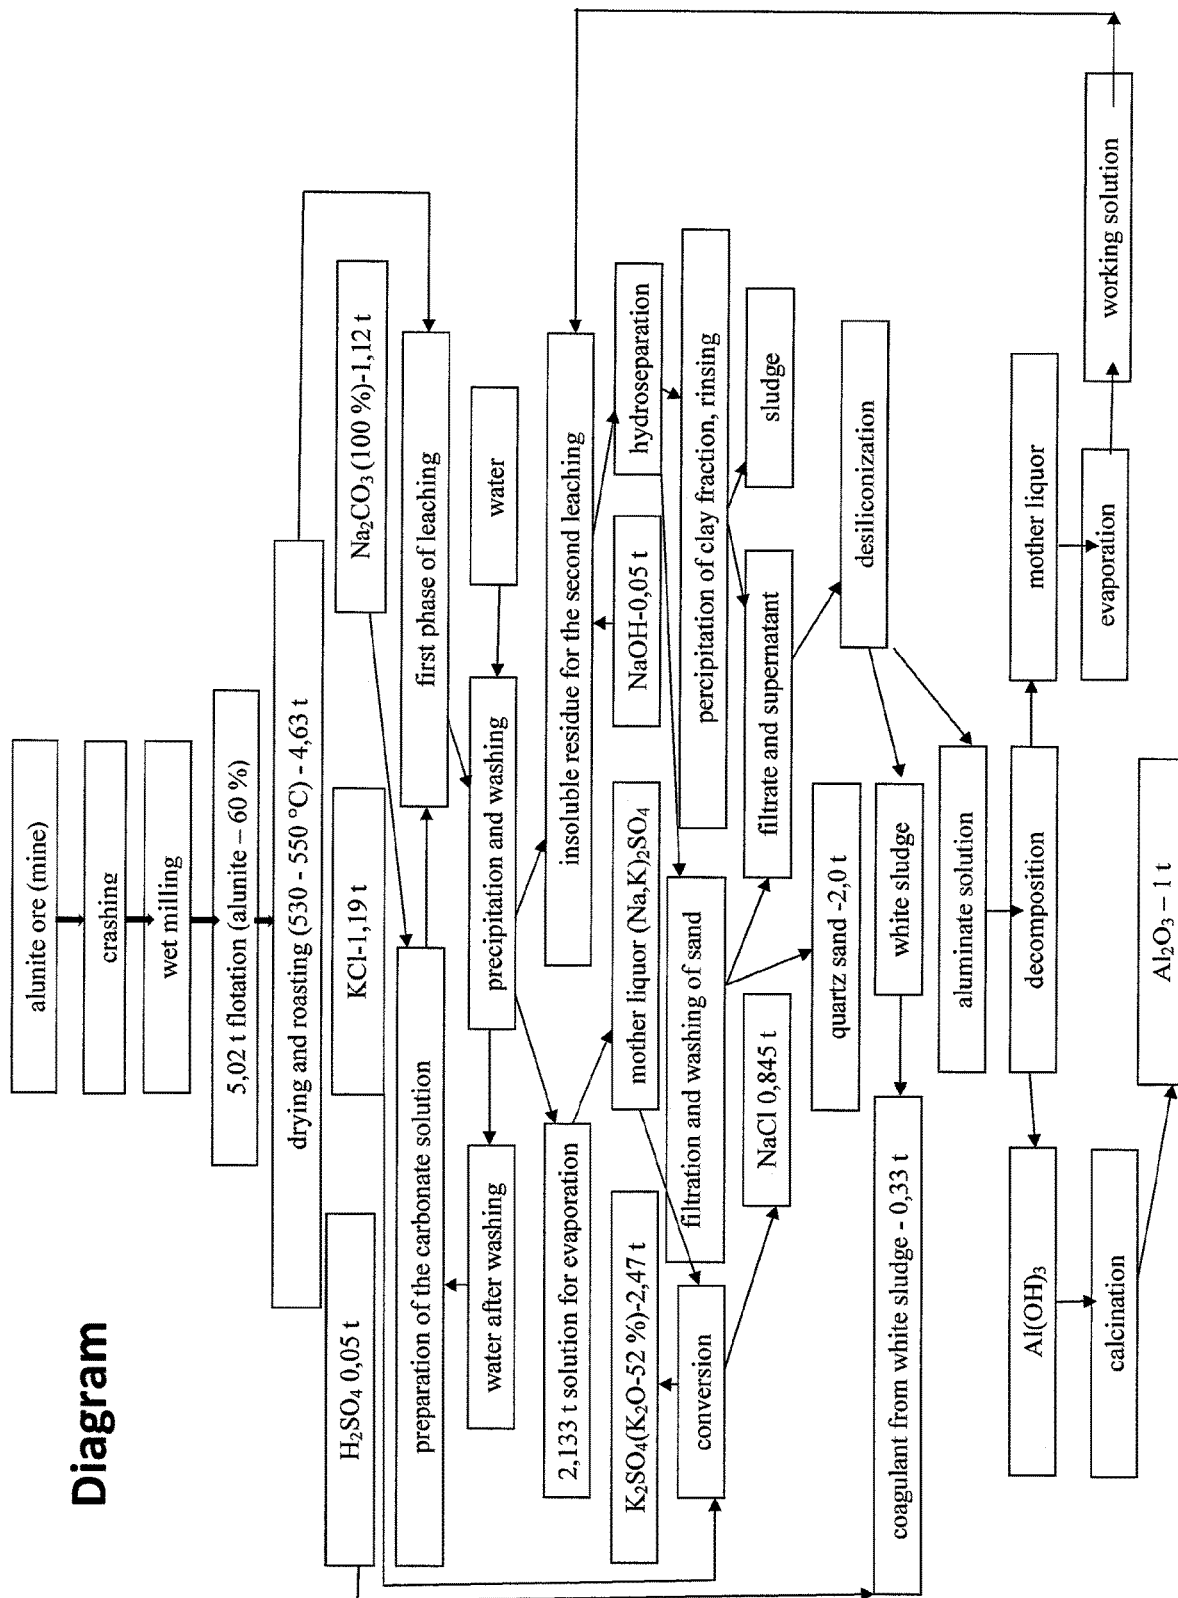 Diagram
alunite ore (mine)
crashing
wet milling
5,02 t flotation (alunite – 60 %)
drying and roasting (530 - 550 °C) - 4,63 t
H₂SO₄ 0,05 t
KCl-1,19 t
Na₂CO₃ (100 %)-1,12 t
preparation of the carbonate solution
first phase of leaching
water after washing
precipitation and washing
water
2,133 t solution for evaporation
insoluble residue for the second leaching
K₂SO₄(K₂O-52 %)-2,47t
mother liquor (Na,K)₂SO₄
NaOH-0,05 t
hydroseparation
conversion
filtration and washing of sand
percipitation of clay fraction, rinsing
NaCl 0,845 t
filtrate and supernatant
sludge
quartz sand -2,0 t
desiliconization
coagulant from white sludge - 0,33 t
white sludge
aluminate solution
Al(OH)₃
decomposition
mother liquor
calcination
evaporation
working solution
Al₂O₃ – 1 t